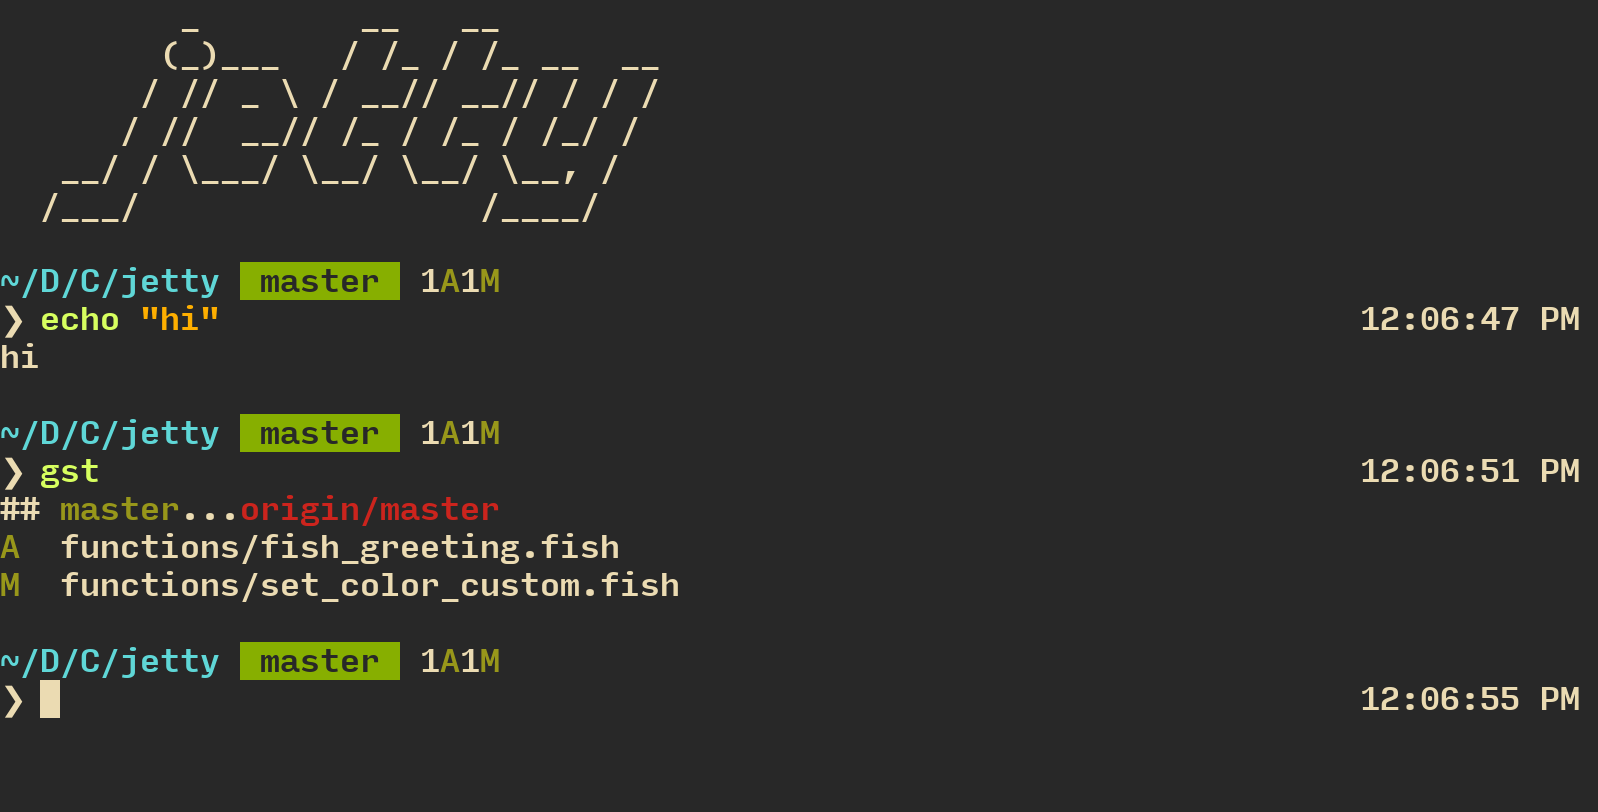 _        __   __
        (_)___   / /_ / /_ __  __
       / // _ \ / __// __// / / /
      / //  __// /_ / /_ / /_/ /
   __/ / \___/ \__/ \__/ \__, /
  /___/                 /____/
~/D/C/jetty  master  1A1M
❯ echo "hi" 12:06:47 PM
hi
~/D/C/jetty  master  1A1M
❯ gst 12:06:51 PM
## master...origin/master
A  functions/fish_greeting.fish
M  functions/set_color_custom.fish
~/D/C/jetty  master  1A1M
❯ 12:06:55 PM